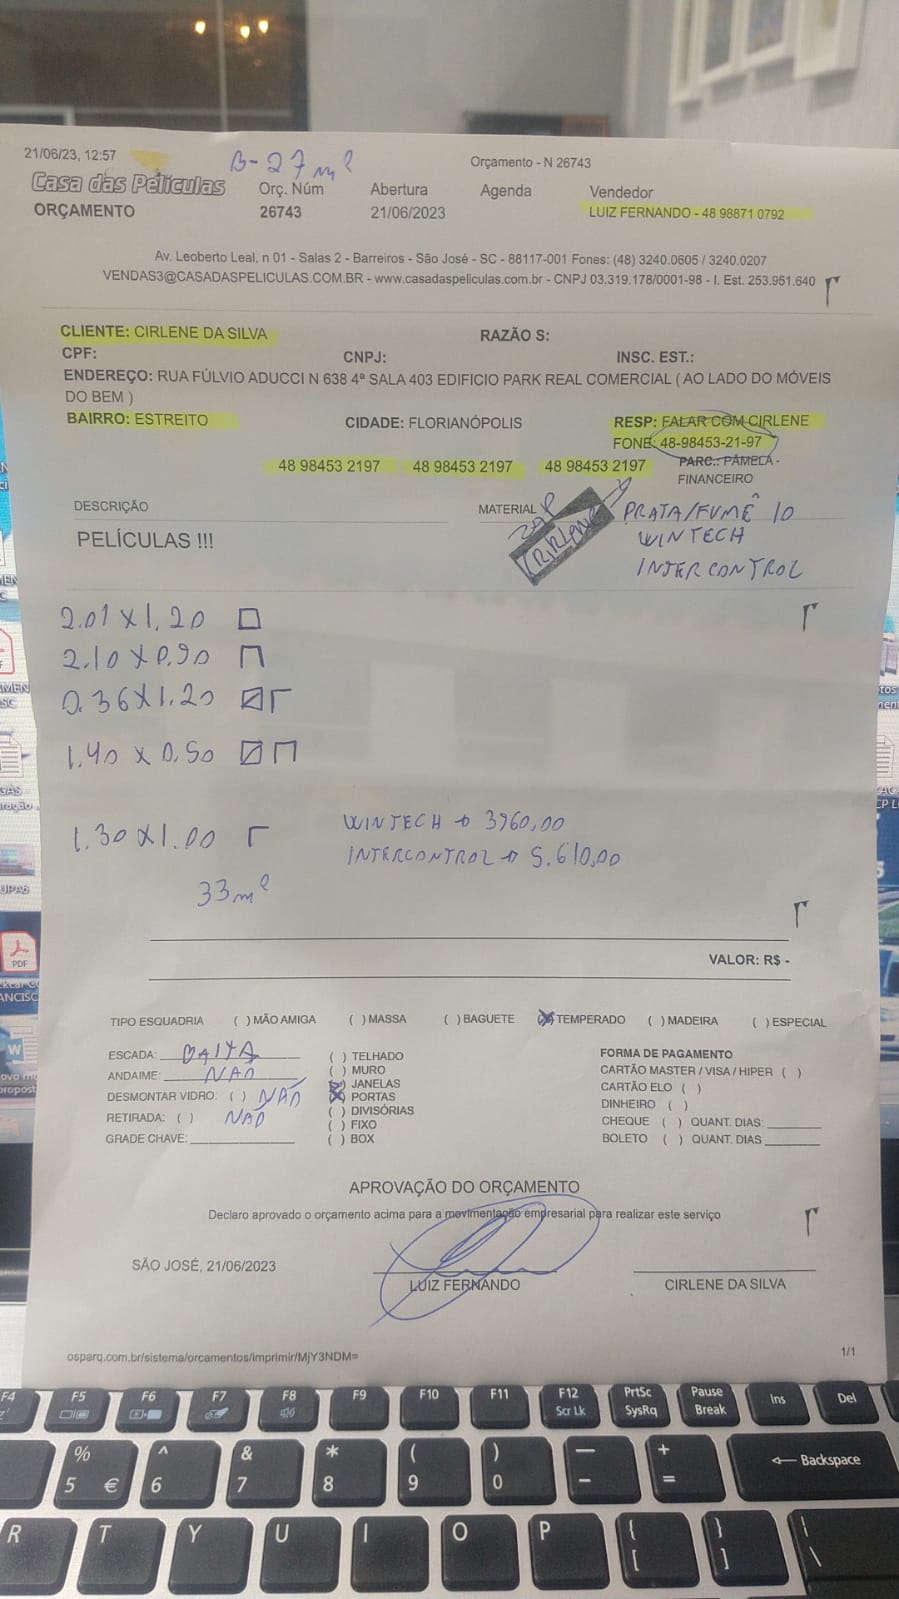 21/06/23, 12:57
B- 27 m²
Orçamento - N 26743
Casa das Películas
Orç. Núm Abertura Agenda Vendedor
ORÇAMENTO 26743 21/06/2023 LUIZ FERNANDO - 48 98871 0792
Av. Leoberto Leal, n 01 - Salas 2 - Barreiros - São José - SC - 88117-001 Fones: (48) 3240.0605 / 3240.0207
VENDAS3@CASADASPELICULAS.COM.BR - www.casadaspeliculas.com.br - CNPJ 03.319.178/0001-98 - I. Est. 253.951.640
CLIENTE: CIRLENE DA SILVA RAZÃO S:
CPF: CNPJ: INSC. EST.:
ENDEREÇO: RUA FÚLVIO ADUCCI N 638 4ª SALA 403 EDIFICIO PARK REAL COMERCIAL ( AO LADO DO MÓVEIS
DO BEM )
BAIRRO: ESTREITO CIDADE: FLORIANÓPOLIS RESP: FALAR COM CIRLENE
FONE: 48-98453-21-97
48 98453 2197 48 98453 2197 48 98453 2197 PARC.: PÂMELA -
FINANCEIRO
DESCRIÇÃO MATERIAL PRATA/FUMÊ 10
PELÍCULAS !!! CIRLENE WINTECH
INTERCONTROL
2.01 X 1.20
2.10 X 0.90
0.36 X 1.20
1.40 X 0.50
1.30 X 1.00 WINTECH → 3960,00
INTERCONTROL → 5.610,00
33 m²
VALOR: R$ -
TIPO ESQUADRIA ( ) MÃO AMIGA ( ) MASSA ( ) BAGUETE (X) TEMPERADO ( ) MADEIRA ( ) ESPECIAL
ESCADA: BAIXA ( ) TELHADO FORMA DE PAGAMENTO
ANDAIME: NÃO ( ) MURO CARTÃO MASTER / VISA / HIPER ( )
DESMONTAR VIDRO: ( ) NÃO (X) JANELAS CARTÃO ELO ( )
RETIRADA: ( ) NÃO (X) PORTAS DINHEIRO ( )
GRADE CHAVE: ( ) DIVISÓRIAS CHEQUE ( ) QUANT. DIAS:
( ) FIXO BOLETO ( ) QUANT. DIAS
( ) BOX
APROVAÇÃO DO ORÇAMENTO
Declaro aprovado o orçamento acima para a movimentação empresarial para realizar este serviço
SÃO JOSÉ, 21/06/2023
LUIZ FERNANDO CIRLENE DA SILVA
osparq.com.br/sistema/orcamentos/imprimir/MjY3NDM= 1/1
F4 F5 F6 F7 F8 F9 F10 F11 F12 Scr Lk PrtSc SysRq Pause Break Ins Del
% 5 € ^ 6 & 7 * 8 ( 9 ) 0 — - + = ← Backspace
R T Y U I O P { [ } ] | \